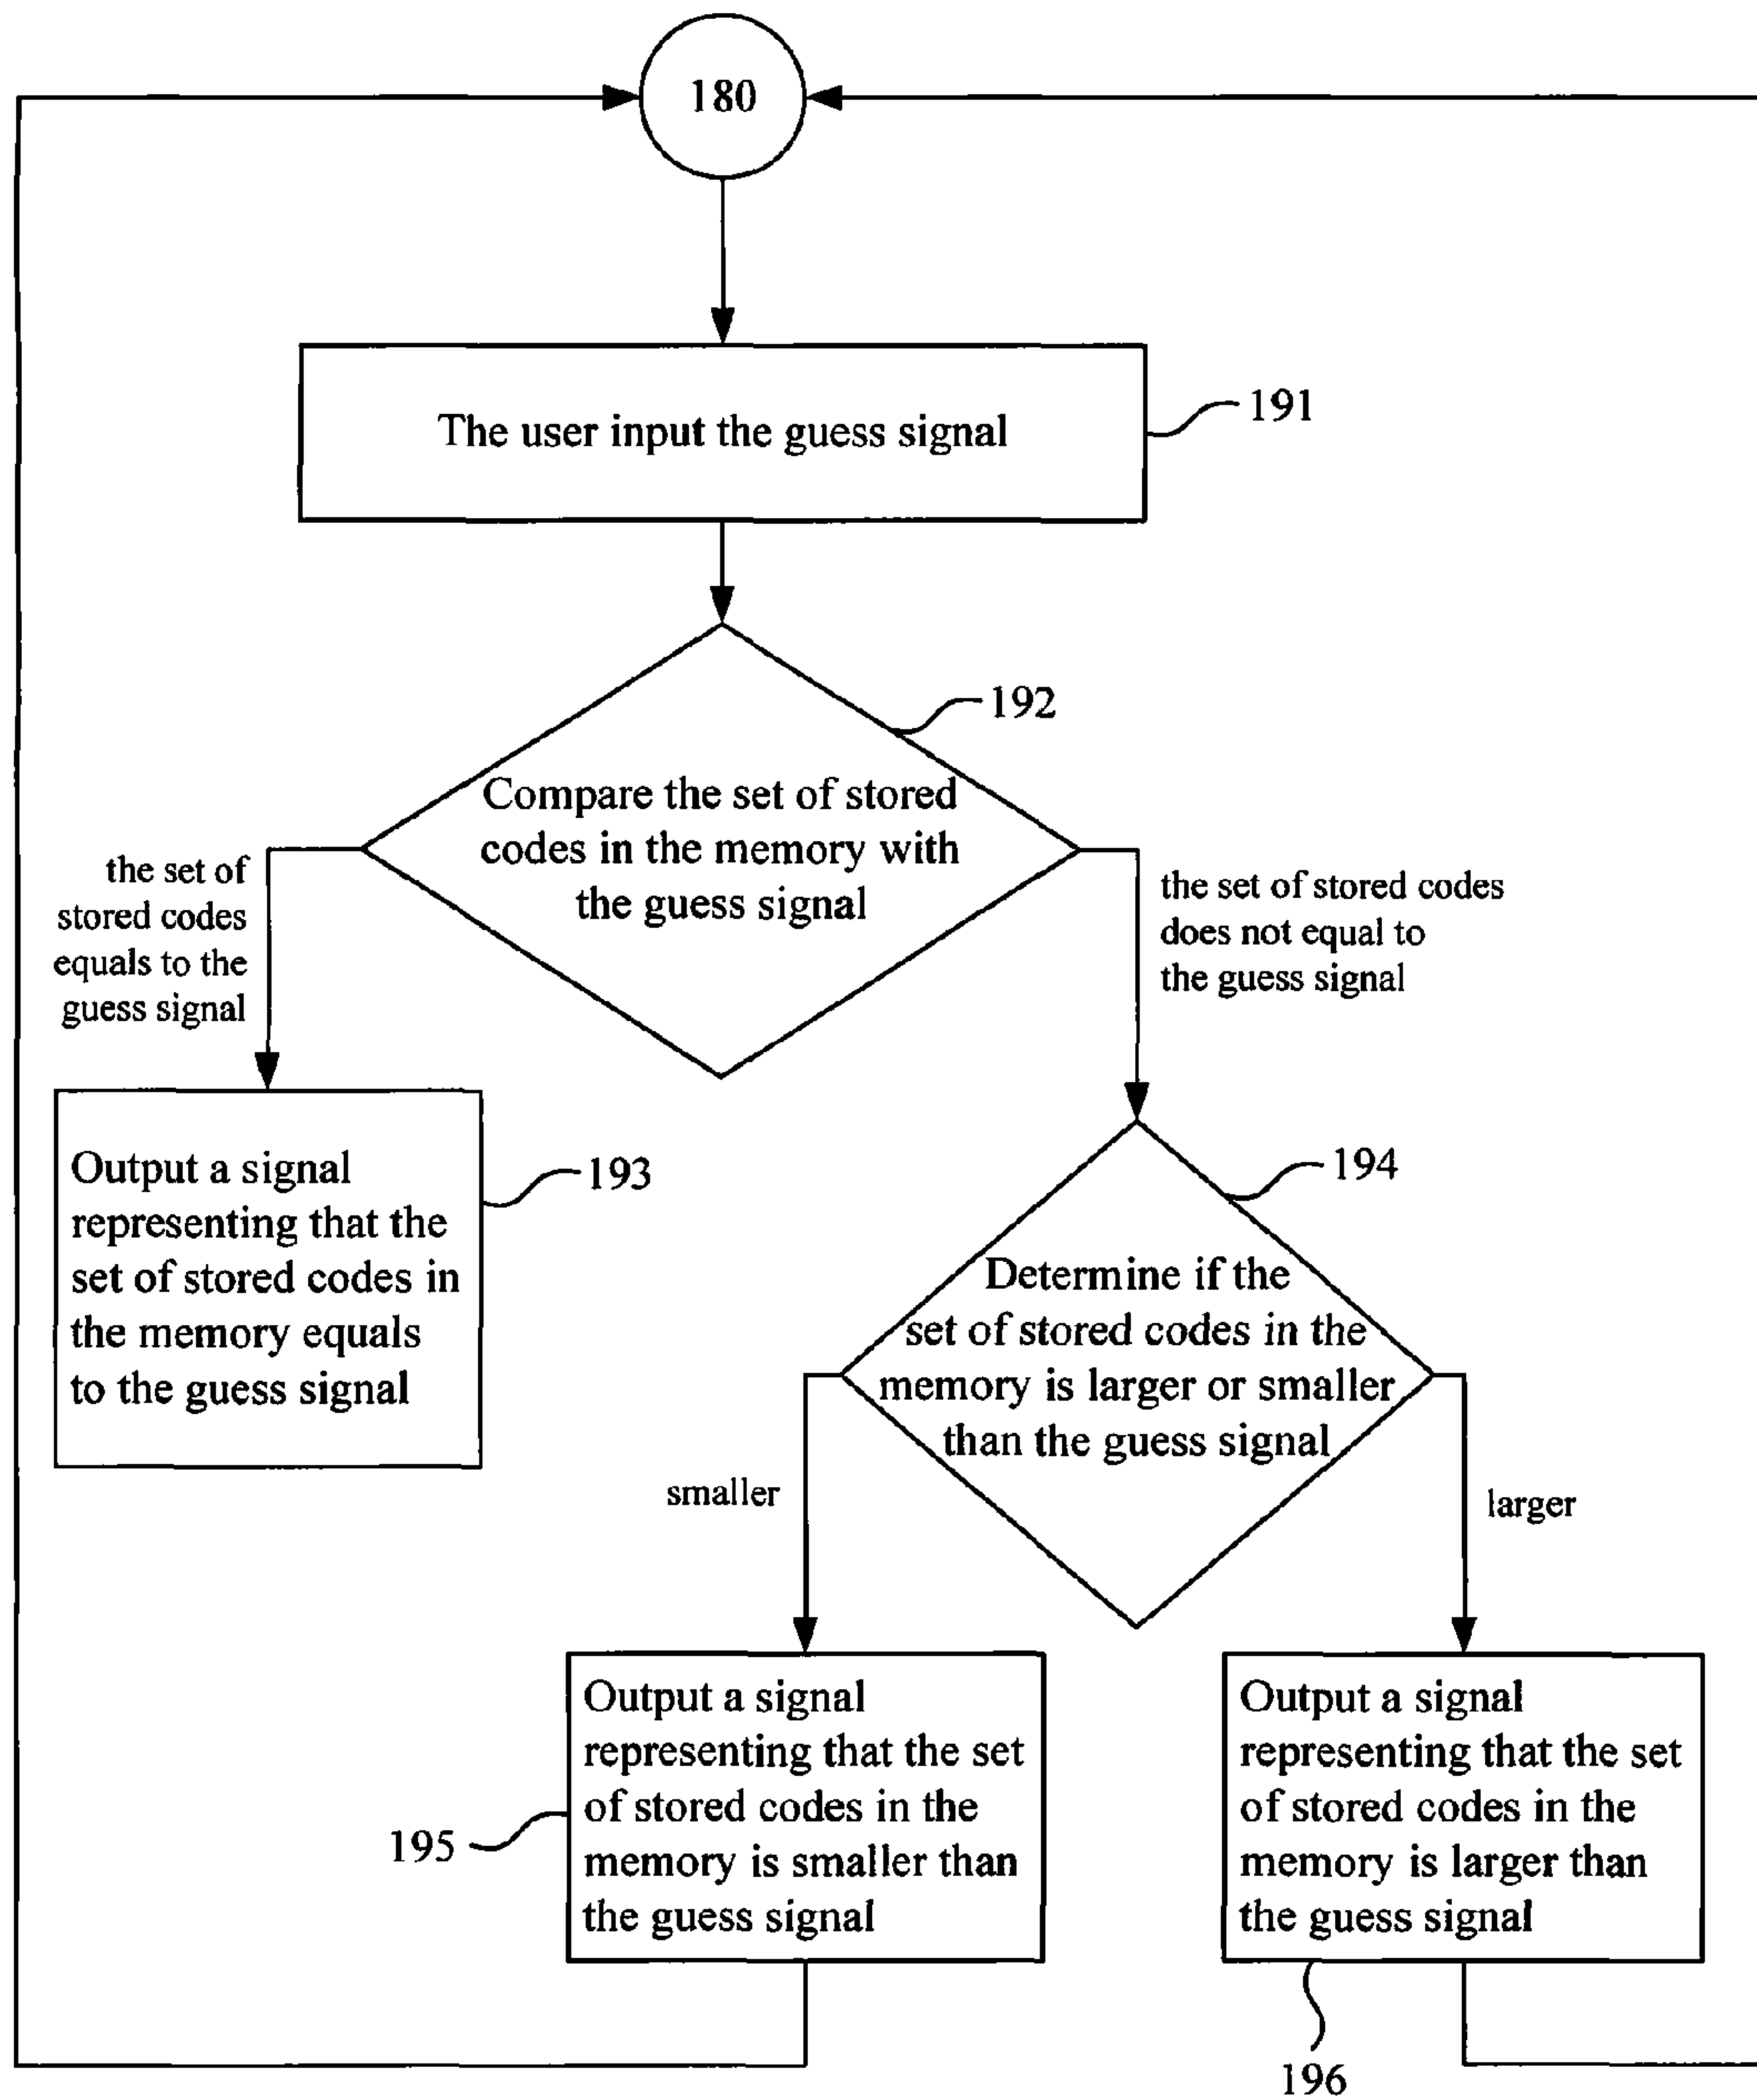 180
The user input the guess signal
191
192
Compare the set of stored
codes in the memory with
the guess signal
the set of
stored codes
equals to the
guess signal
the set of stored codes
does not equal to
the guess signal
Output a signal
representing that the
set of stored codes in
the memory equals
to the guess signal
193
194
Determine if the
set of stored codes in the
memory is larger or smaller
than the guess signal
smaller
larger
Output a signal
representing that the set
of stored codes in the
memory is smaller than
the guess signal
195
Output a signal
representing that the set
of stored codes in the
memory is larger than
the guess signal
196